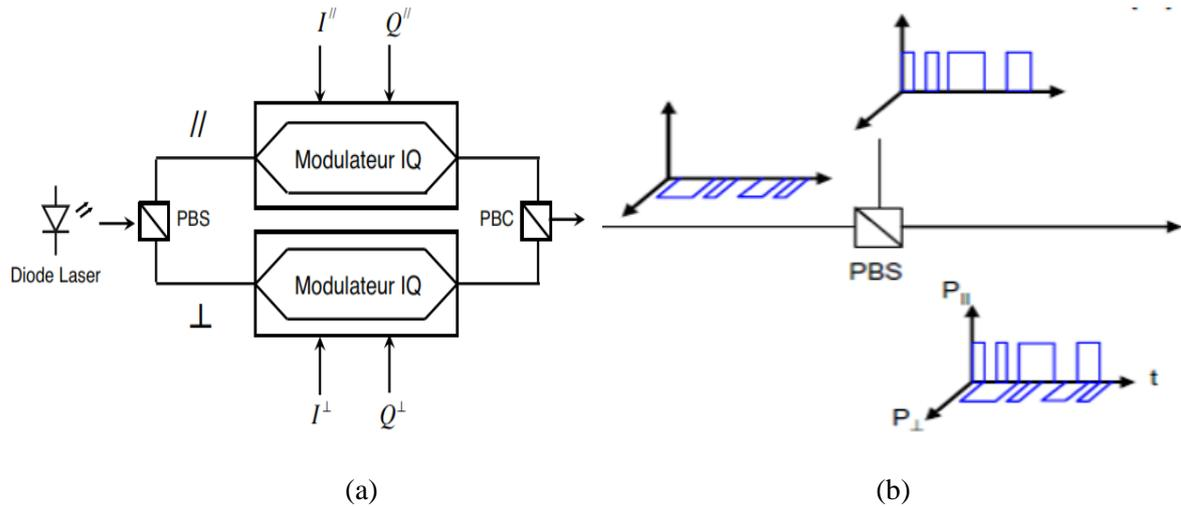 I// Q//
//
Modulateur IQ
PBS
PBC
Diode Laser
Modulateur IQ
⊥
I⊥ Q⊥
(a)
PBS
P||
t
P⊥
(b)